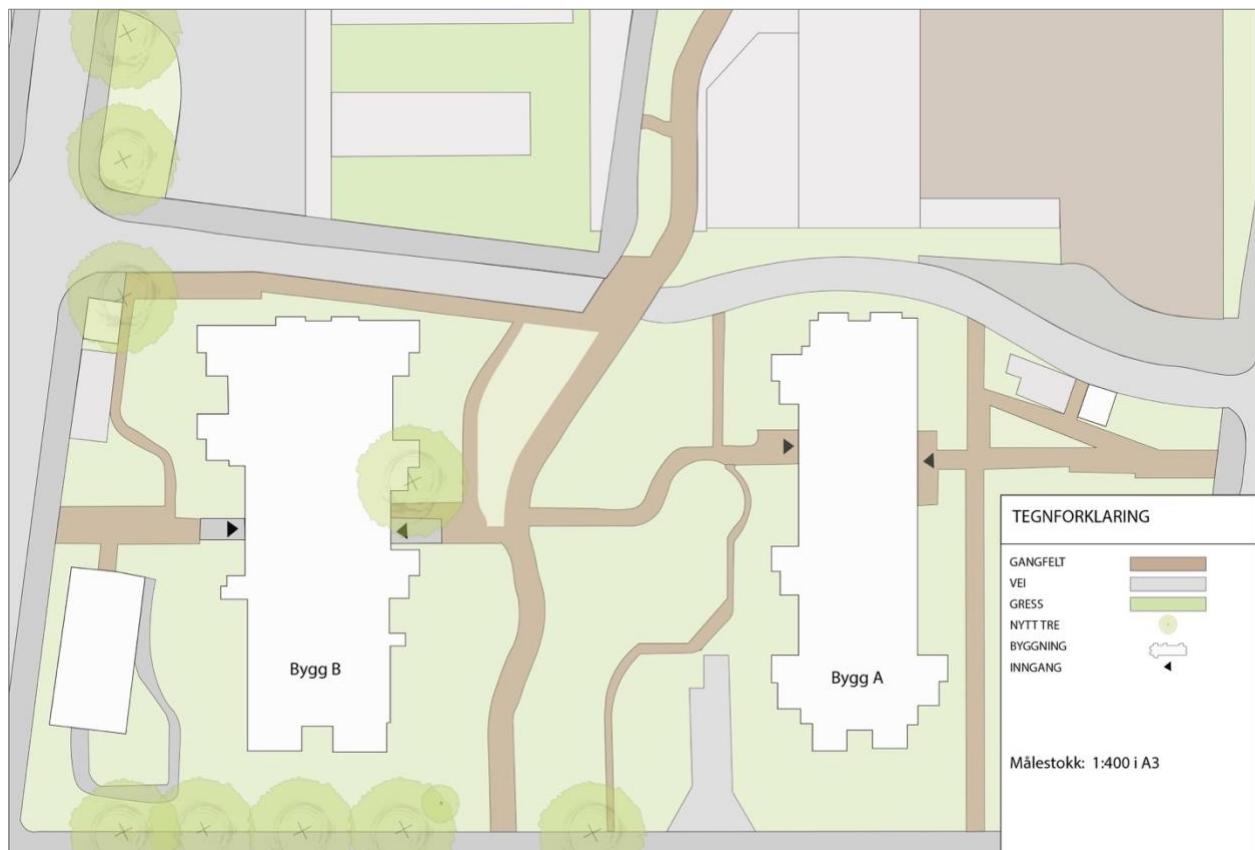 Bygg B
Bygg A
TEGNFORKLARING
GANGFELT
VEI
GRESS
NYTT TRE
BYGGNING
INNGANG
Målestokk: 1:400 i A3